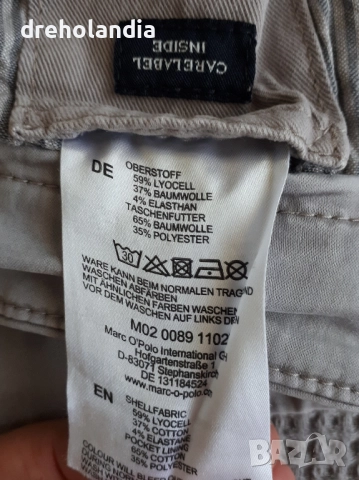 dreholandia
CARELABEL
INSIDE
DE
OBERSTOFF
59% LYOCELL
37% BAUMWOLLE
4% ELASTHAN
TASCHENFUTTER
65% BAUMWOLLE
35% POLYESTER
30
WARE KANN BEIM NORMALEN TRAG UND
WASCHEN ABFÄRBEN
MIT ÄHNLICHEN FARBEN WASCHEN
WASCHEN UND AUF LINKS DREH
M02 0089 1102
Marc O'Polo International G
Hofgartenstraße 1
D-83071 Stephanskirch
DE 131184524
www.marc-o-polo.c
EN
SHELLFABRIC
59% LYOCELL
37% COTTON
4% ELASTANE
POCKET LINING
65% COTTON
35% POLYESTER
COLOUR WILL BLEED
BAZAR